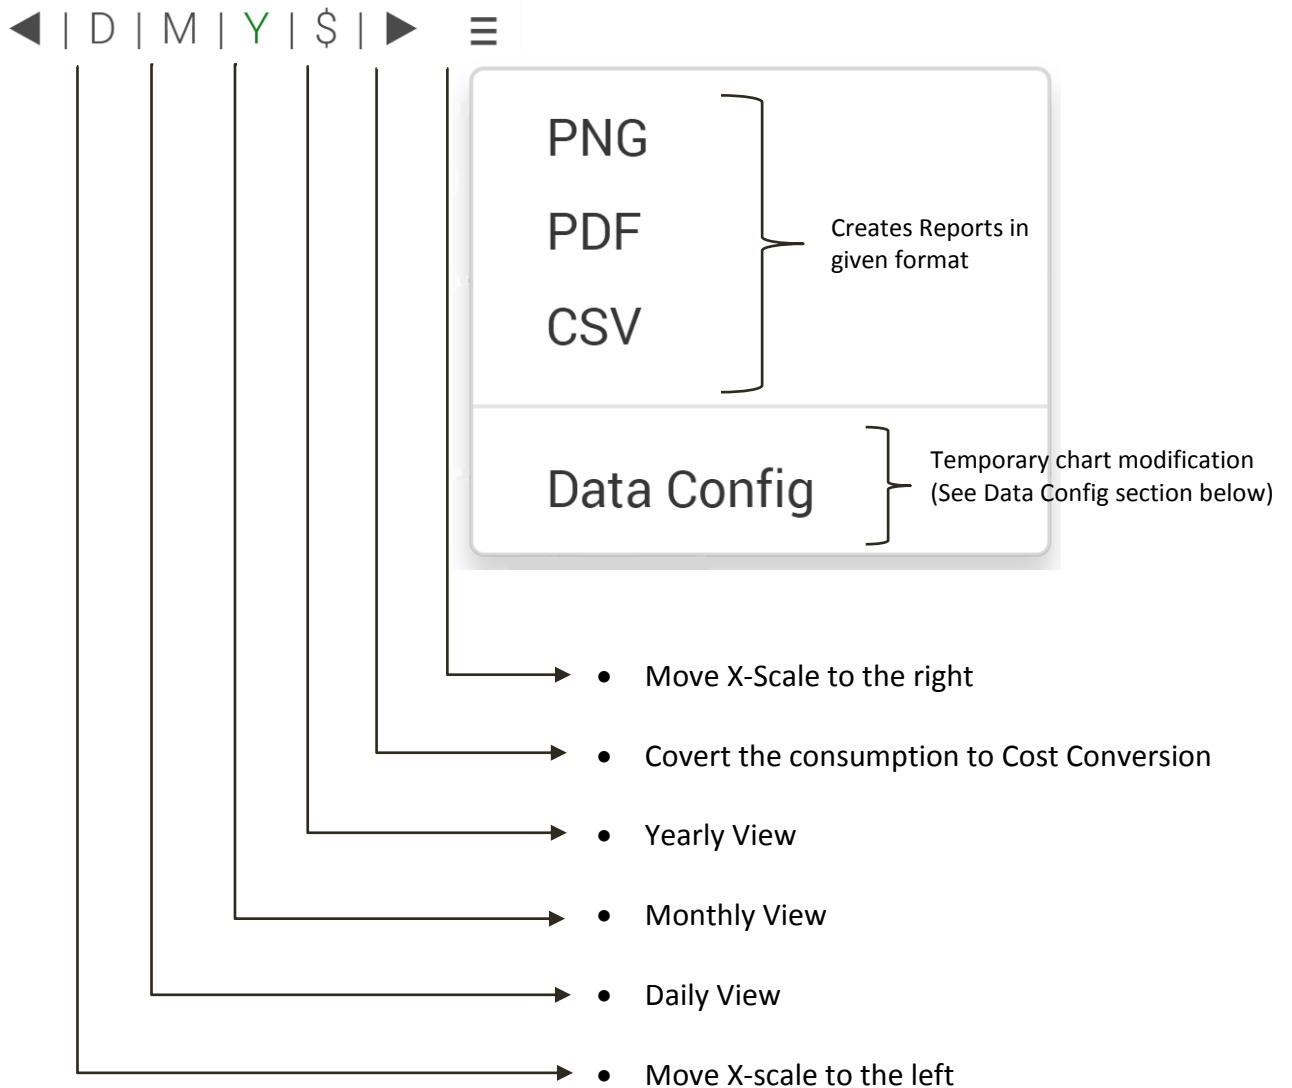 ◀ | D | M | Y | $ | ▶ ☰
PNG
PDF
CSV
Creates Reports in
given format
Data Config
Temporary chart modification
(See Data Config section below)
• Move X-Scale to the right
• Covert the consumption to Cost Conversion
• Yearly View
• Monthly View
• Daily View
• Move X-scale to the left